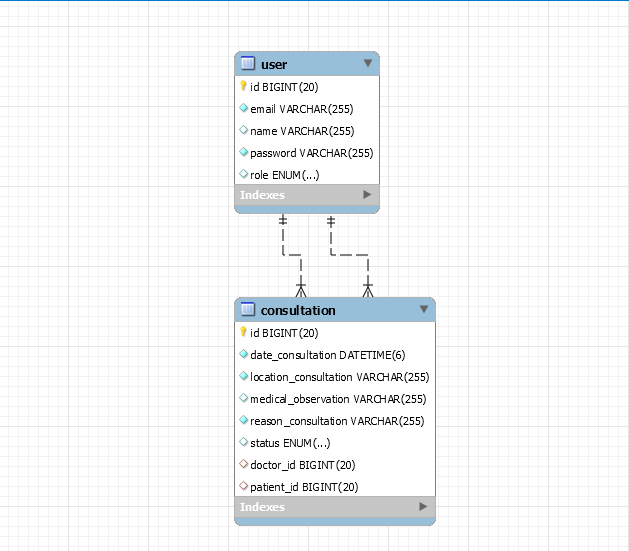 user
id BIGINT(20)
email VARCHAR(255)
name VARCHAR(255)
password VARCHAR(255)
role ENUM(...)
Indexes
consultation
id BIGINT(20)
date_consultation DATETIME(6)
location_consultation VARCHAR(255)
medical_observation VARCHAR(255)
reason_consultation VARCHAR(255)
status ENUM(...)
doctor_id BIGINT(20)
patient_id BIGINT(20)
Indexes